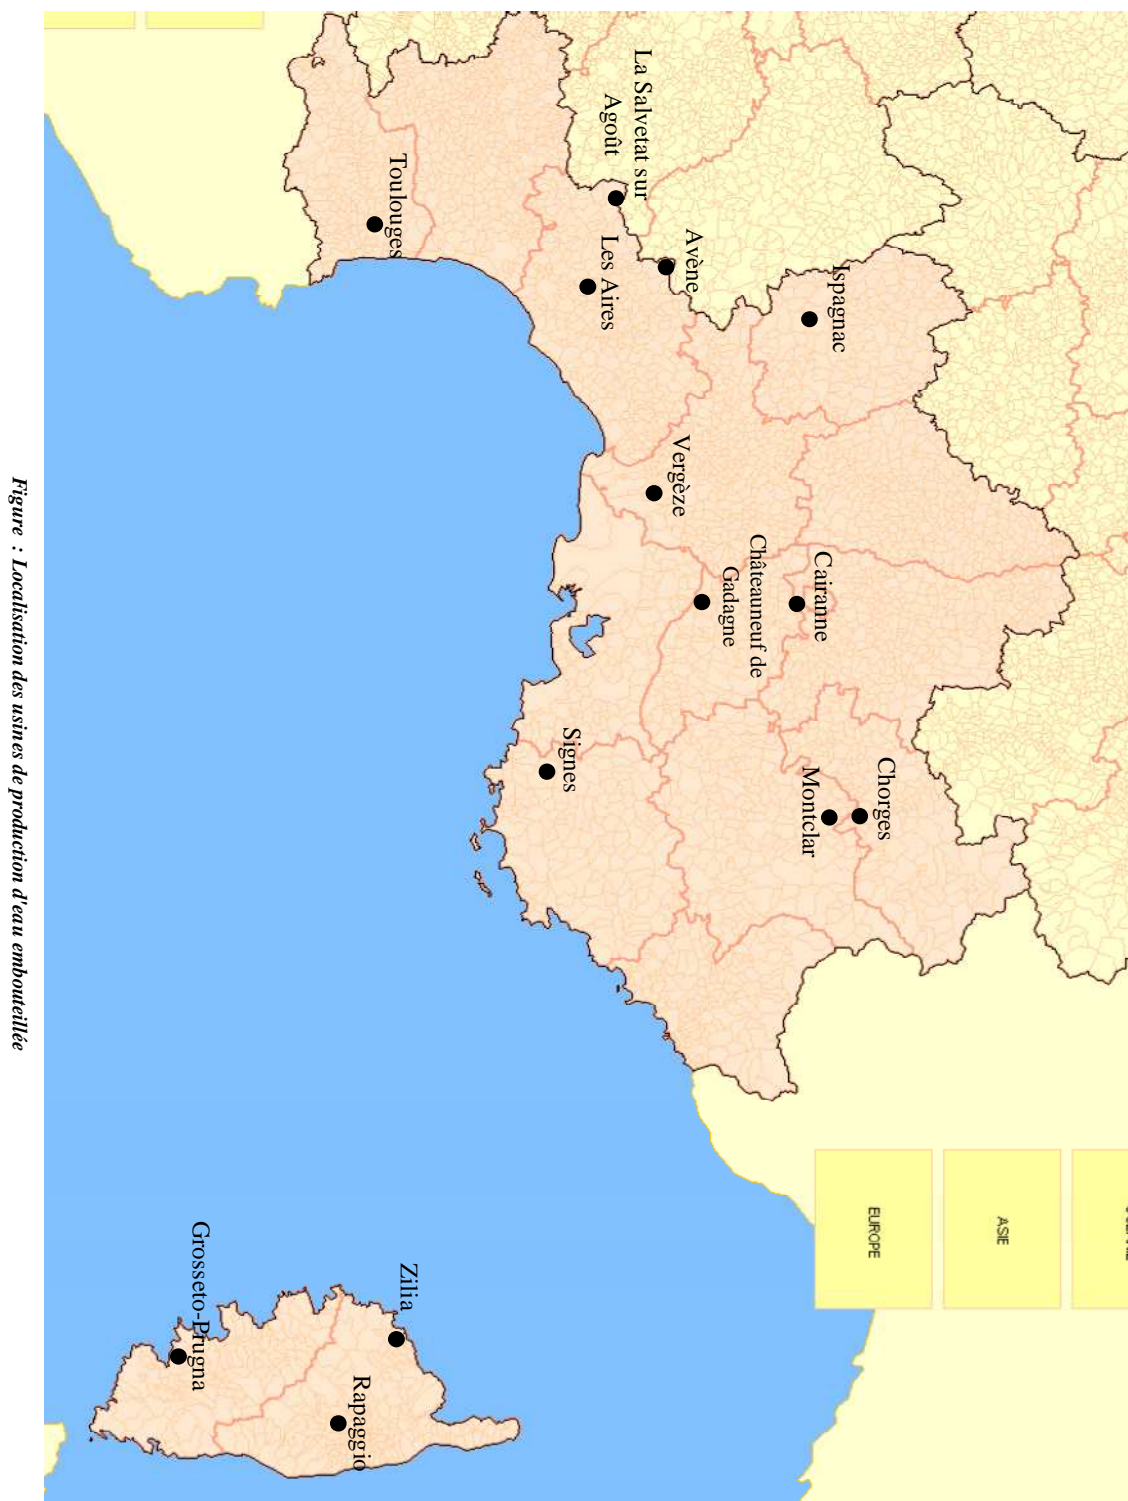 Ispagnac
Chorges
Cairanne
Montclar
Châteauneuf de
Gadagne
Avène
Vergèze
La Salvetat sur
Agoût
Les Aires
Signes
Toulouges
Zilia
Rapaggio
Grosseto-Prugna
ASIE
EUROPE
Figure : Localisation des usines de production d'eau embouteillée